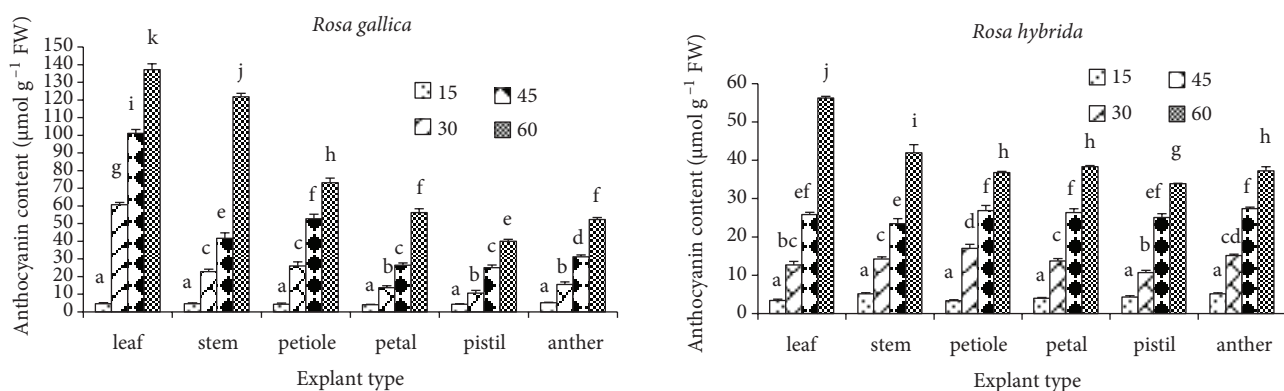 Rosa gallica
Anthocyanin content (µmol g⁻¹ FW)
150
140
130
120
110
100
90
80
70
60
50
40
30
20
10
0
15
30
45
60
a g i k
a c e j
a c f h
a b c f
a b c e
a b d f
leaf stem petiole petal pistil anther
Explant type
Rosa hybrida
Anthocyanin content (µmol g⁻¹ FW)
60
50
40
30
20
10
0
15
30
45
60
a bc ef j
a c e i
a d f h
a c f h
a b ef g
a cd f h
leaf stem petiole petal pistil anther
Explant type